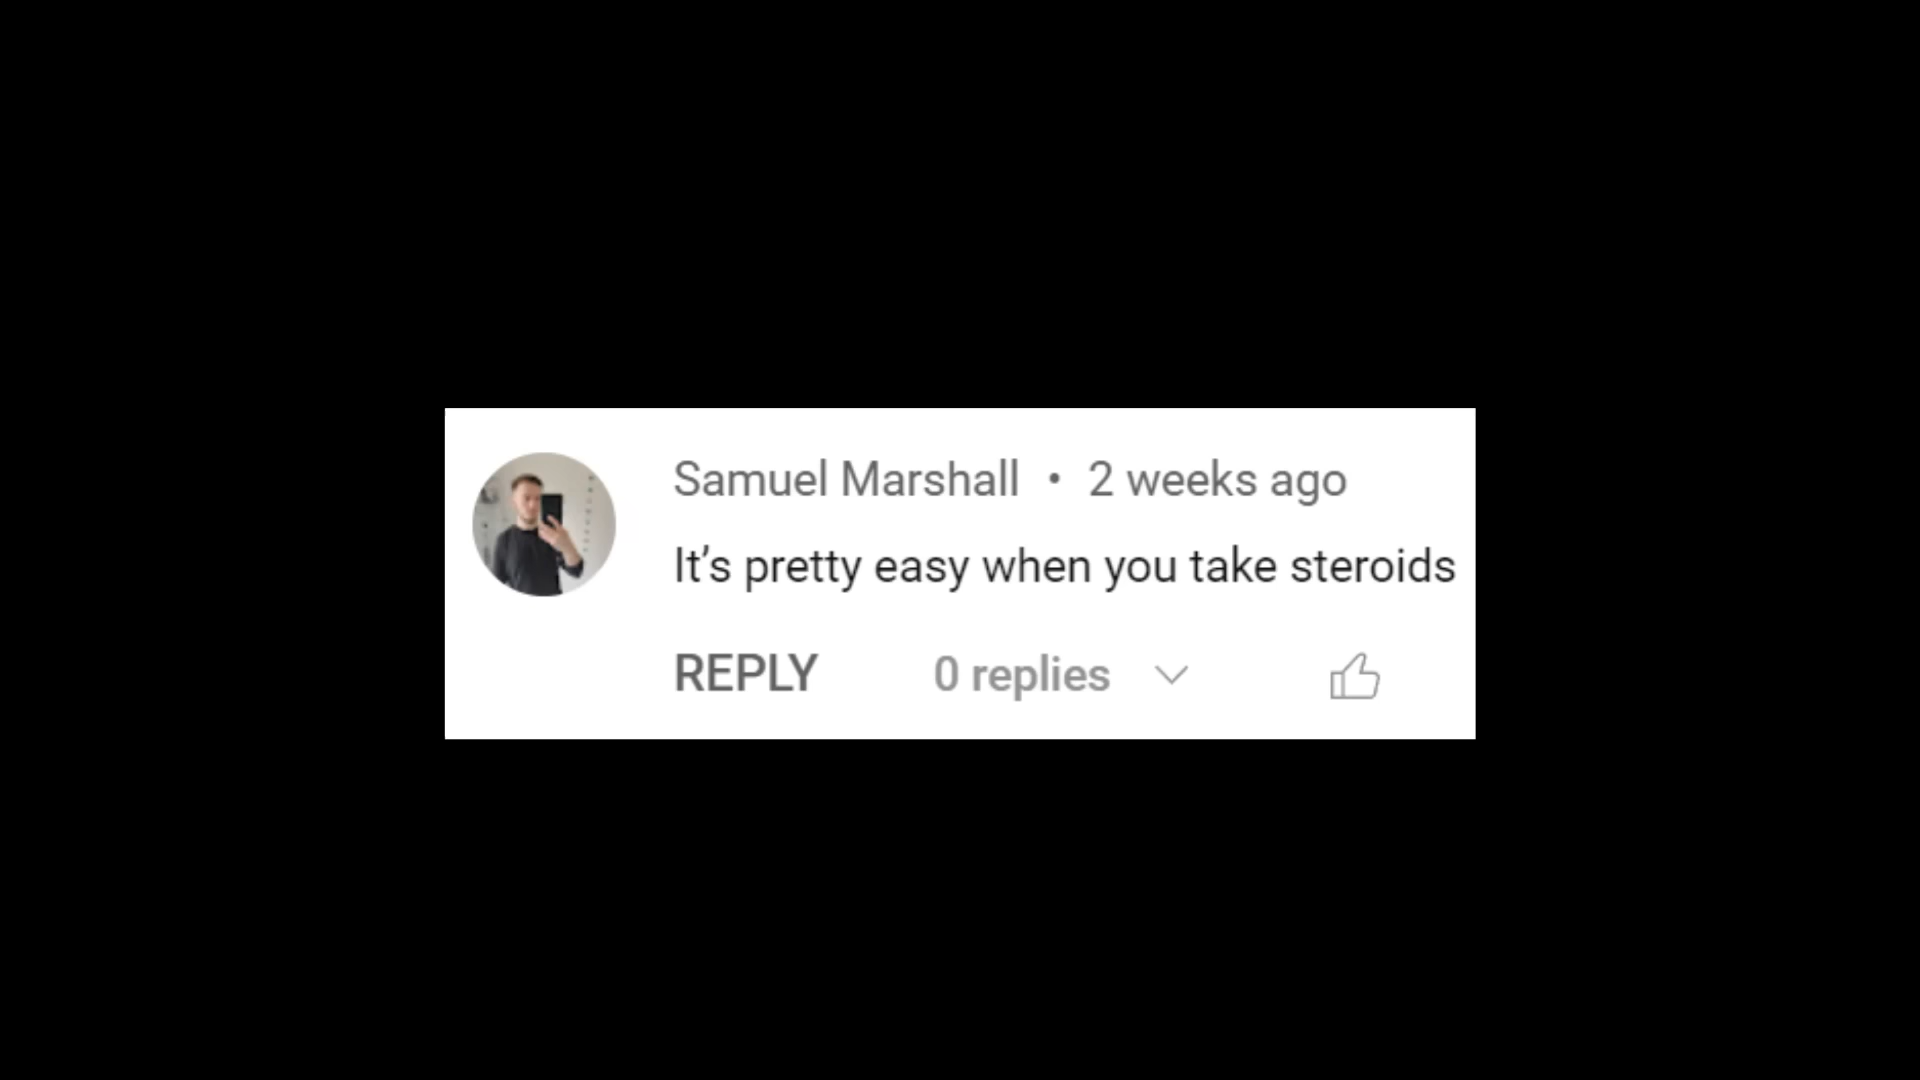 Samuel Marshall • 2 weeks ago
It’s pretty easy when you take steroids
REPLY 0 replies